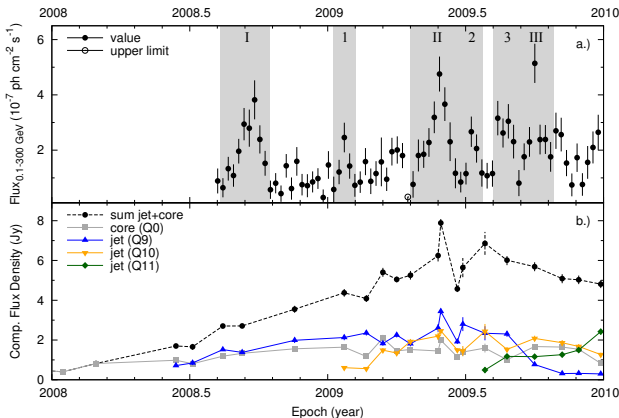 2008 2008.5 2009 2009.5 2010
I 1 II 2 3 III
value
upper limit
a.)
6
4
2
Flux,0.1-300 GeV (10-7 ph cm-2 s-1)
sum jet+core
core (Q0)
jet (Q9)
jet (Q10)
jet (Q11)
b.)
8
6
4
2
0
Comp. Flux Density (Jy)
2008 2008.5 2009 2009.5 2010
Epoch (year)